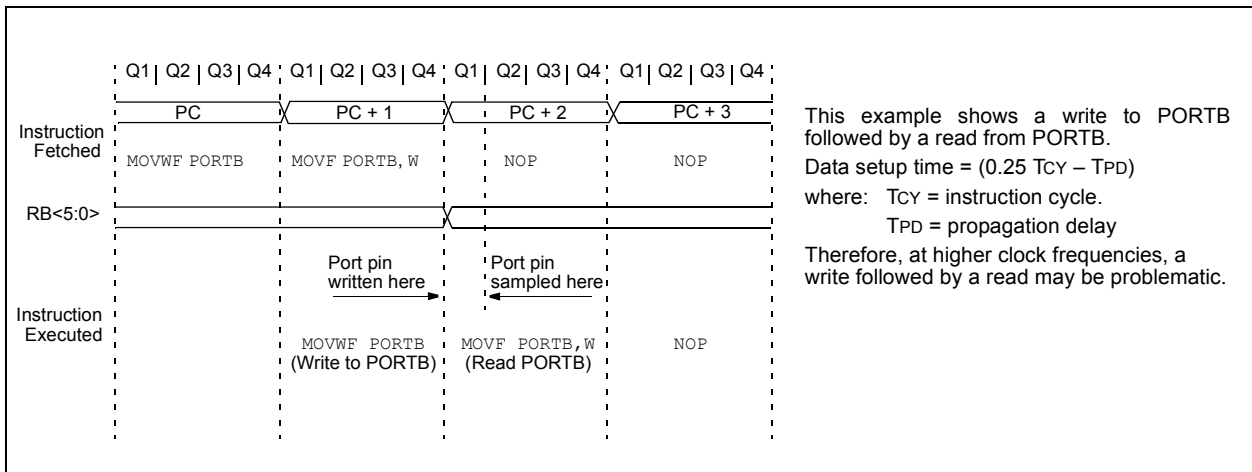 Q1 | Q2 | Q3 | Q4 Q1 | Q2 | Q3 | Q4 Q1 | Q2 | Q3 | Q4 Q1 | Q2 | Q3 | Q4
PC PC + 1 PC + 2 PC + 3
Instruction
Fetched
MOVWF PORTB MOVF PORTB, W NOP NOP
RB<5:0>
Port pin
written here
Port pin
sampled here
Instruction
Executed
MOVWF PORTB MOVF PORTB,W NOP
(Write to PORTB) (Read PORTB)
This example shows a write to PORTB
followed by a read from PORTB.
Data setup time = (0.25 TCY – TPD)
where: TCY = instruction cycle.
TPD = propagation delay
Therefore, at higher clock frequencies, a
write followed by a read may be problematic.